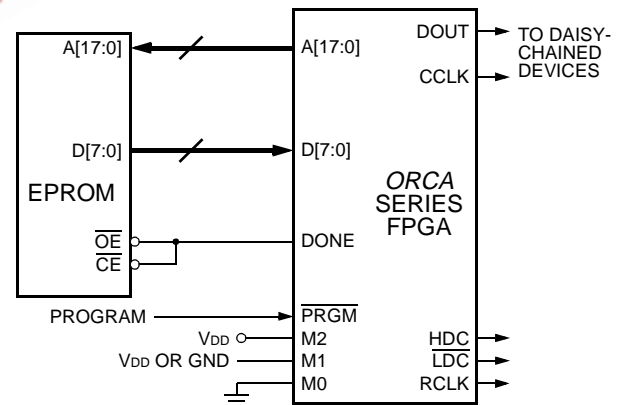 A[17:0]
D[7:0]
EPROM
OE
CE
PROGRAM
VDD
VDD OR GND
A[17:0]
D[7:0]
DONE
PRGM
M2
M1
M0
ORCA
SERIES
FPGA
DOUT
CCLK
HDC
LDC
RCLK
TO DAISY-
CHAINED
DEVICES